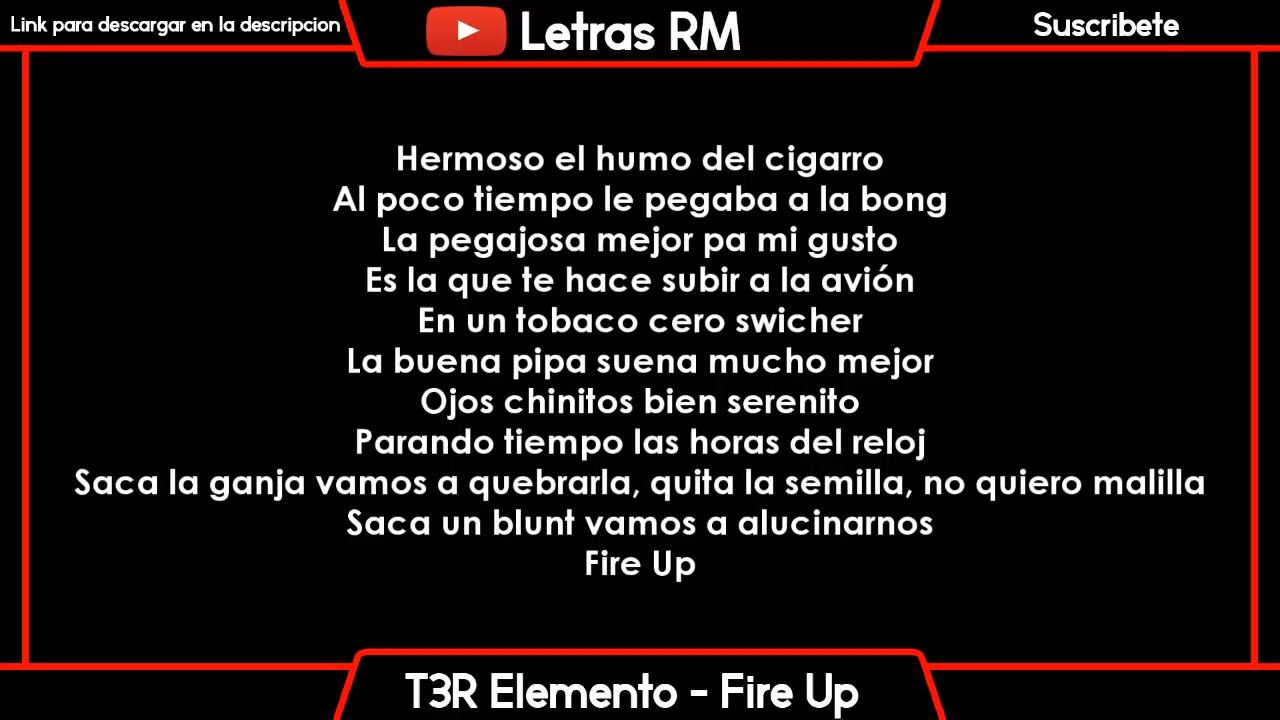 Link para descargar en la descripcion
Letras RM
Suscribete
Hermoso el humo del cigarro
Al poco tiempo le pegaba a la bong
La pegajosa mejor pa mi gusto
Es la que te hace subir a la avión
En un tobaco cero swicher
La buena pipa suena mucho mejor
Ojos chinitos bien serenito
Parando tiempo las horas del reloj
Saca la ganja vamos a quebrarla, quita la semilla, no quiero malilla
Saca un blunt vamos a alucinarnos
Fire Up
T3R Elemento - Fire Up